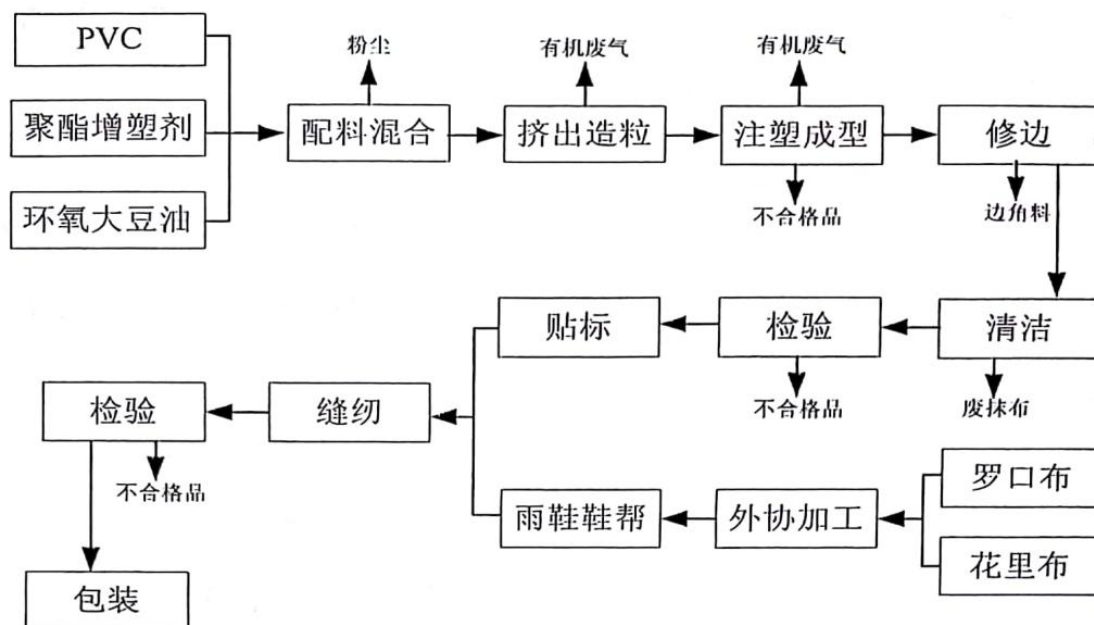 PVC
聚酯增塑剂
环氧大豆油
粉尘
配料混合
有机废气
挤出造粒
有机废气
注塑成型
不合格品
修边
边角料
清洁
废抹布
检验
不合格品
贴标
罗口布
花里布
外协加工
雨鞋鞋帮
缝纫
检验
不合格品
包装